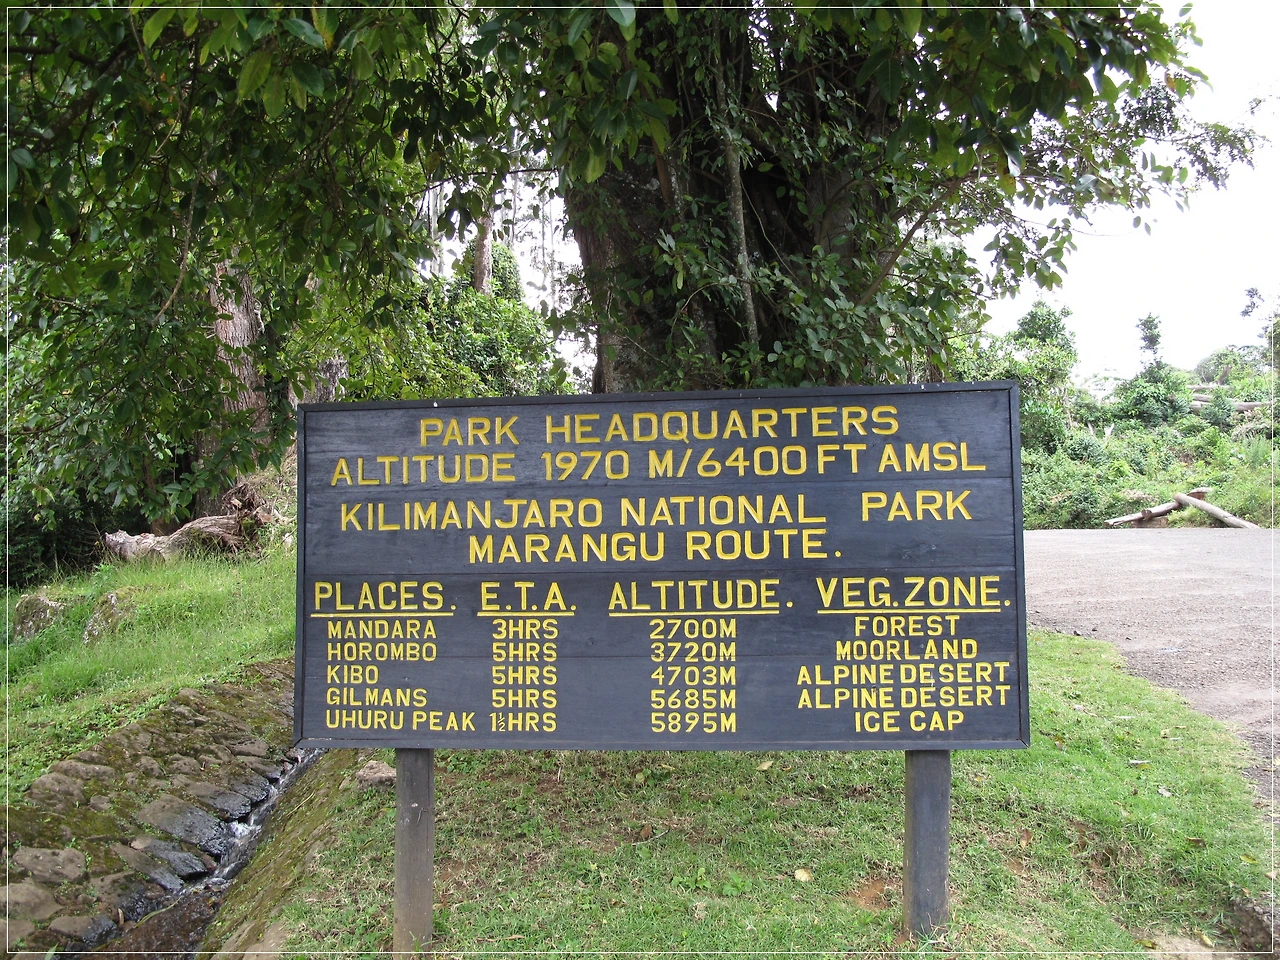 PARK HEADQUARTERS
ALTITUDE 1970 M/6400 FT AMSL
KILIMANJARO NATIONAL PARK
MARANGU ROUTE.
PLACES. E.T.A. ALTITUDE. VEG.ZONE.
MANDARA 3HRS 2700M FOREST
HOROMBO 5HRS 3720M MOORLAND
KIBO 5HRS 4703M ALPINE DESERT
GILMANS 5HRS 5685M ALPINE DESERT
UHURU PEAK 1½HRS 5895M ICE CAP